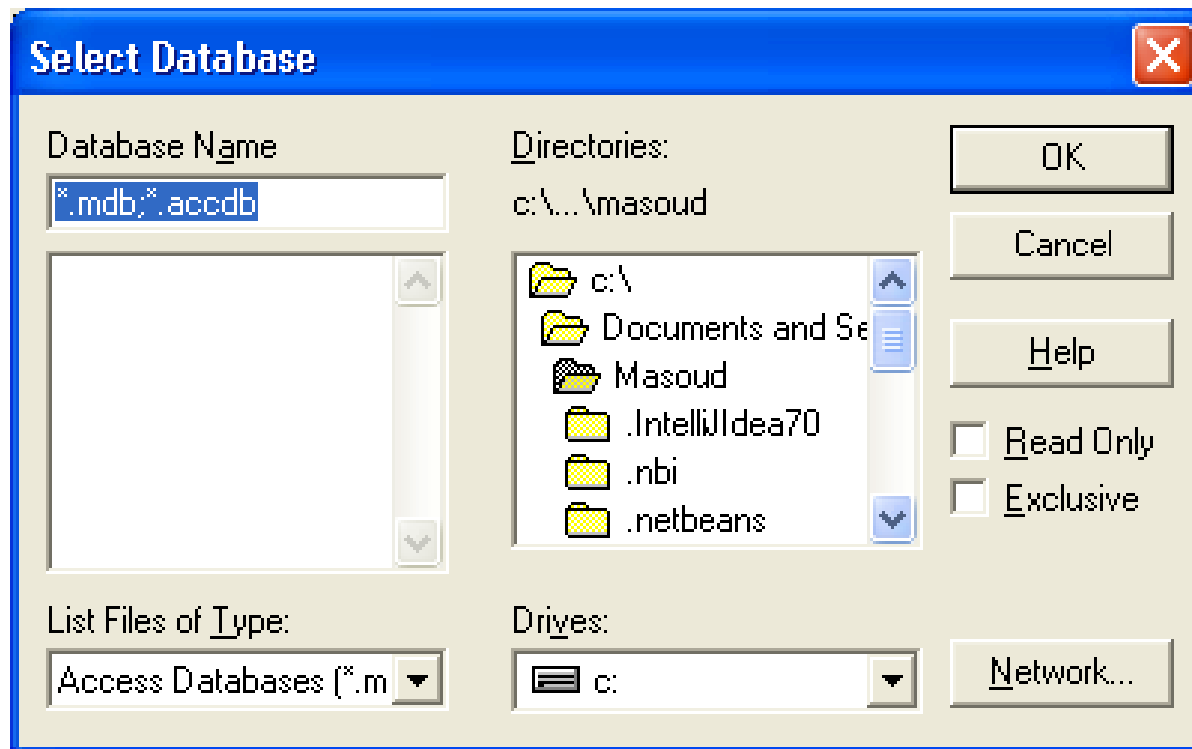 Select Database
Database Name
*.mdb;*.accdb
List Files of Type:
Access Databases (*.m
Directories:
c:\...\masoud
c:\
Documents and Se
Masoud
.IntelliJIdea70
.nbi
.netbeans
Drives:
c:
OK
Cancel
Help
Read Only
Exclusive
Network...